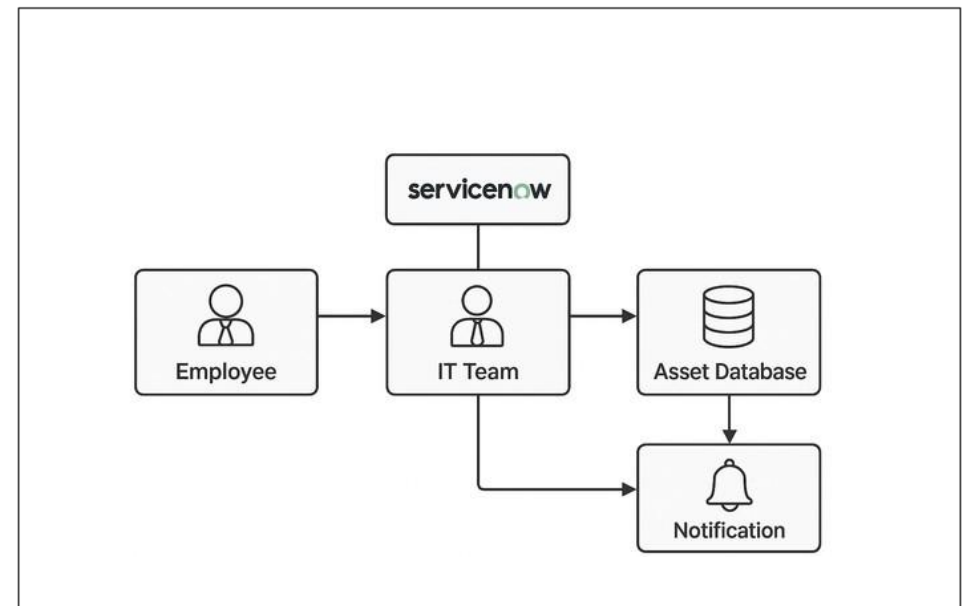 servicenow
Employee
IT Team
Asset Database
Notification